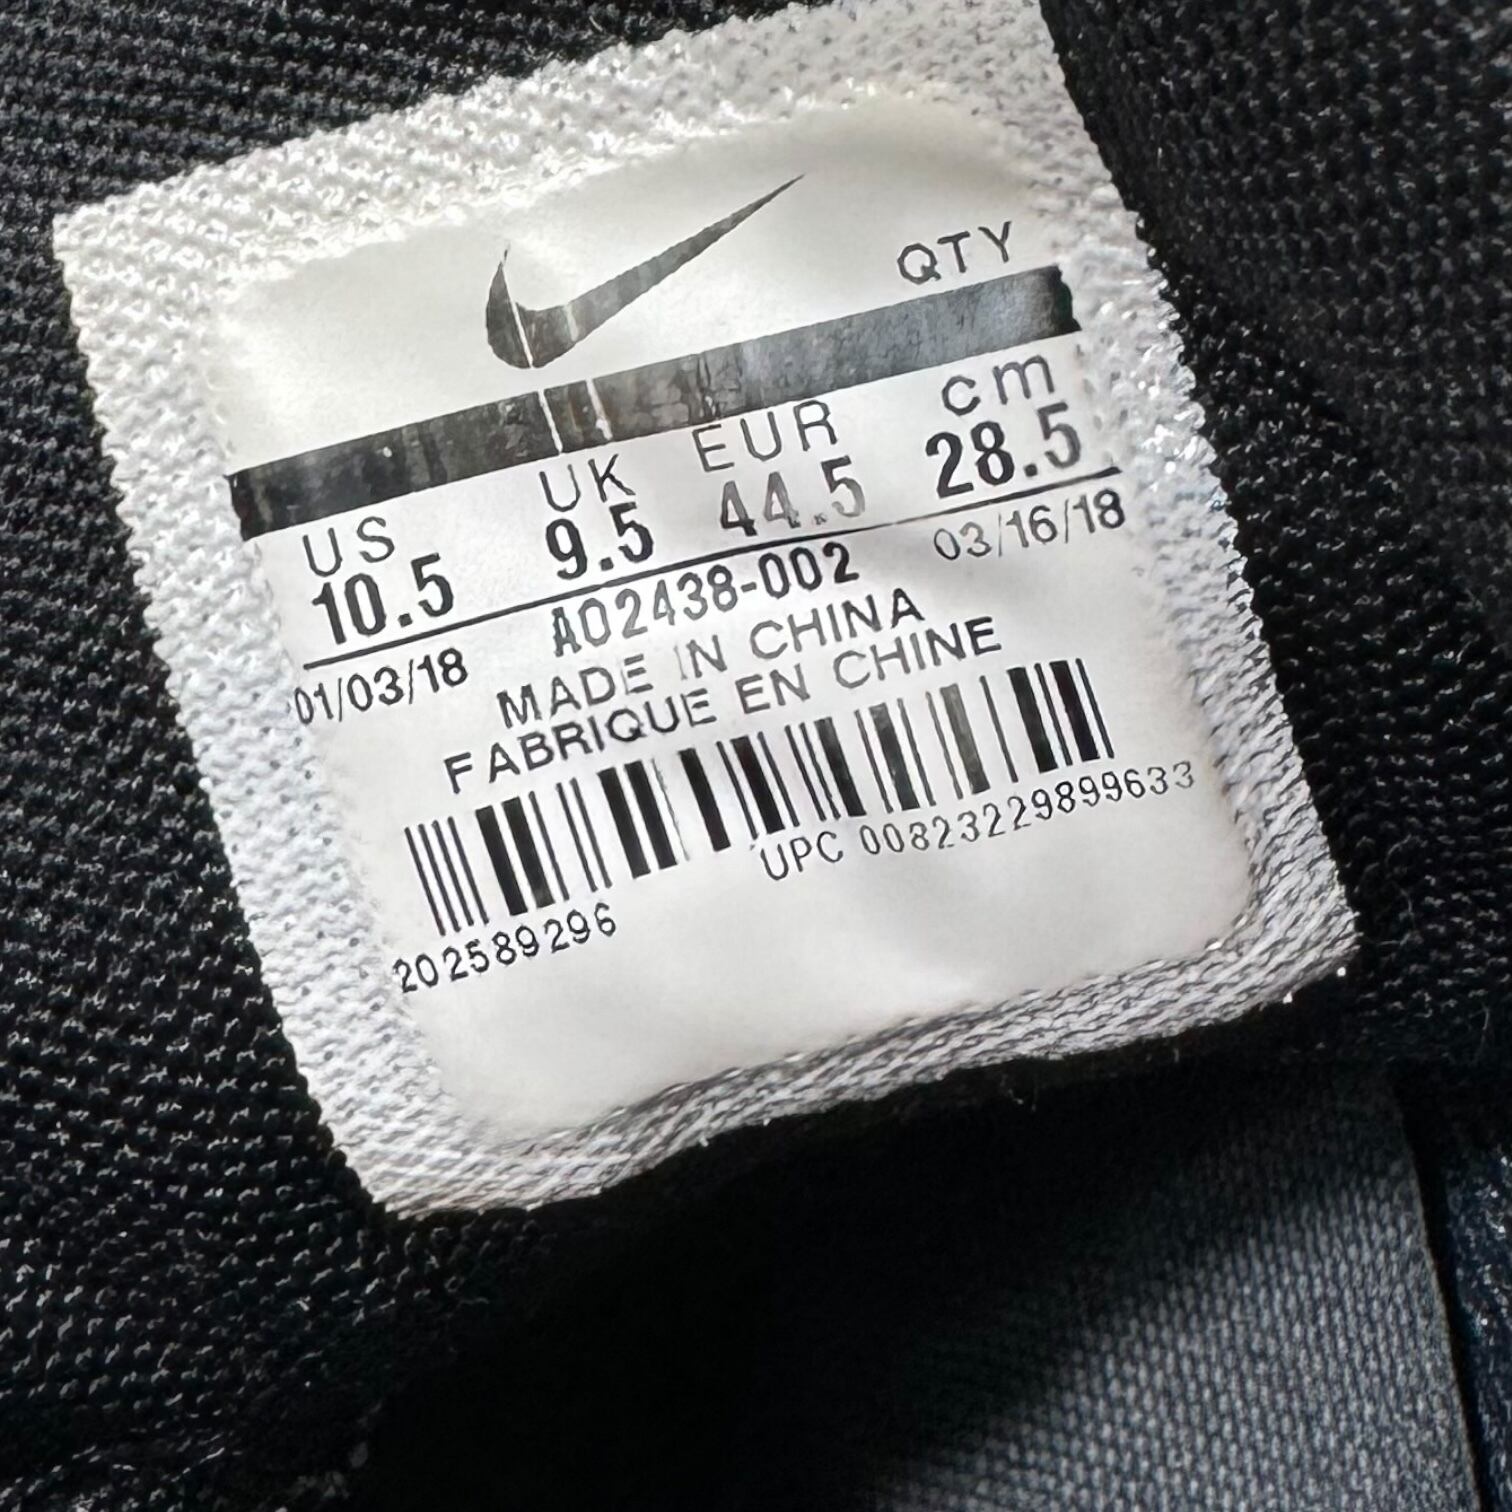 QTY
US UK EUR cm
10.5 9.5 44.5 28.5
01/03/18 AO2438-002 03/16/18
MADE IN CHINA
FABRIQUE EN CHINE
202589296 UPC 00823229899633